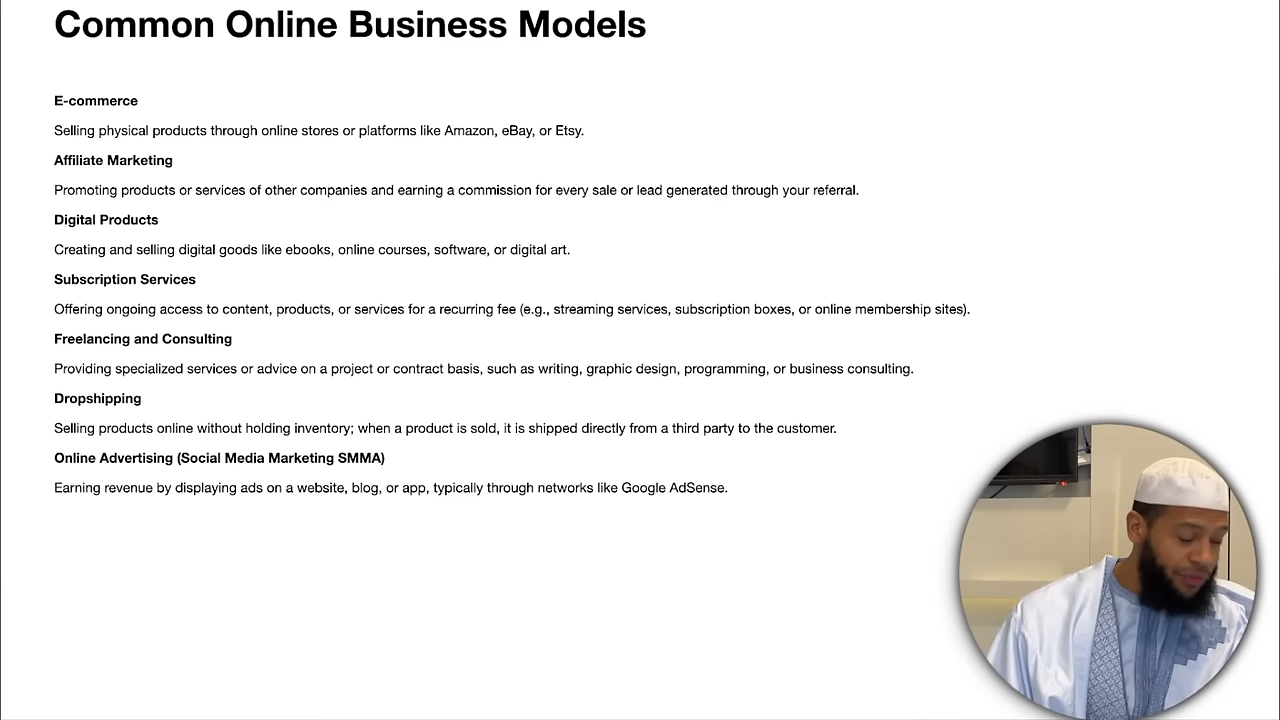 Common Online Business Models
E-commerce
Selling physical products through online stores or platforms like Amazon, eBay, or Etsy.
Affiliate Marketing
Promoting products or services of other companies and earning a commission for every sale or lead generated through your referral.
Digital Products
Creating and selling digital goods like ebooks, online courses, software, or digital art.
Subscription Services
Offering ongoing access to content, products, or services for a recurring fee (e.g., streaming services, subscription boxes, or online membership sites).
Freelancing and Consulting
Providing specialized services or advice on a project or contract basis, such as writing, graphic design, programming, or business consulting.
Dropshipping
Selling products online without holding inventory; when a product is sold, it is shipped directly from a third party to the customer.
Online Advertising (Social Media Marketing SMMA)
Earning revenue by displaying ads on a website, blog, or app, typically through networks like Google AdSense.